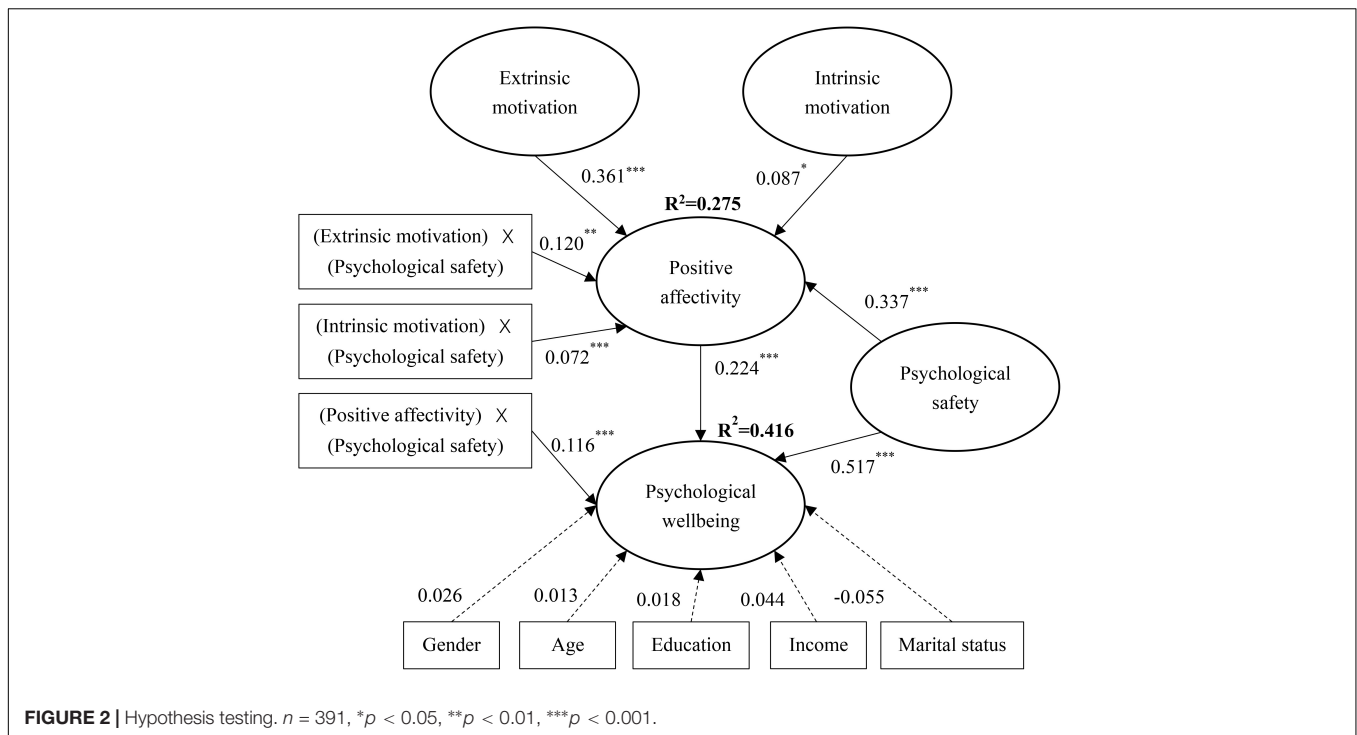 Extrinsic
motivation
Intrinsic
motivation
0.361***
0.087*
R²=0.275
(Extrinsic motivation) X
(Psychological safety)
0.120**
Positive
affectivity
0.337***
(Intrinsic motivation) X
(Psychological safety)
0.072***
0.224***
Psychological
safety
(Positive affectivity) X
(Psychological safety)
0.116***
R²=0.416
0.517***
Psychological
wellbeing
0.026
0.013
0.018
0.044
-0.055
Gender
Age
Education
Income
Marital status
FIGURE 2 | Hypothesis testing. n = 391, *p < 0.05, **p < 0.01, ***p < 0.001.